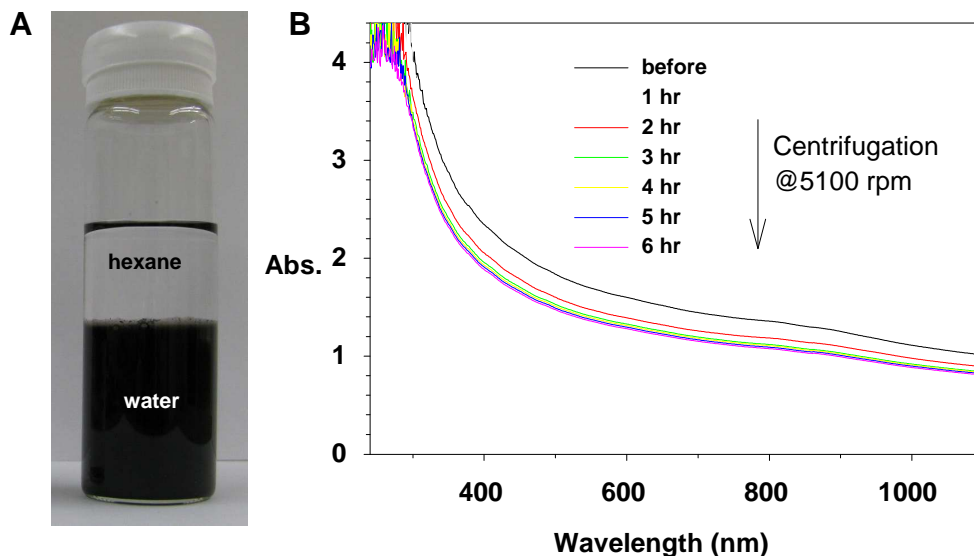 A
B
hexane
water
Abs.
4
3
2
1
0
before
1 hr
2 hr
3 hr
4 hr
5 hr
6 hr
Centrifugation
@5100 rpm
400
600
800
1000
Wavelength (nm)